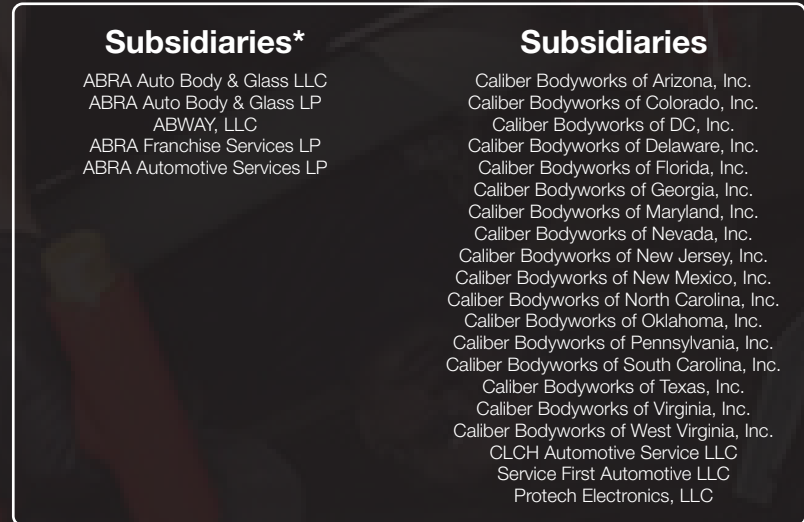 Subsidiaries*
ABRA Auto Body & Glass LLC
ABRA Auto Body & Glass LP
ABWAY, LLC
ABRA Franchise Services LP
ABRA Automotive Services LP
Subsidiaries
Caliber Bodyworks of Arizona, Inc.
Caliber Bodyworks of Colorado, Inc.
Caliber Bodyworks of DC, Inc.
Caliber Bodyworks of Delaware, Inc.
Caliber Bodyworks of Florida, Inc.
Caliber Bodyworks of Georgia, Inc.
Caliber Bodyworks of Maryland, Inc.
Caliber Bodyworks of Nevada, Inc.
Caliber Bodyworks of New Jersey, Inc.
Caliber Bodyworks of New Mexico, Inc.
Caliber Bodyworks of North Carolina, Inc.
Caliber Bodyworks of Oklahoma, Inc.
Caliber Bodyworks of Pennsylvania, Inc.
Caliber Bodyworks of South Carolina, Inc.
Caliber Bodyworks of Texas, Inc.
Caliber Bodyworks of Virginia, Inc.
Caliber Bodyworks of West Virginia, Inc.
CLCH Automotive Service LLC
Service First Automotive LLC
Protech Electronics, LLC